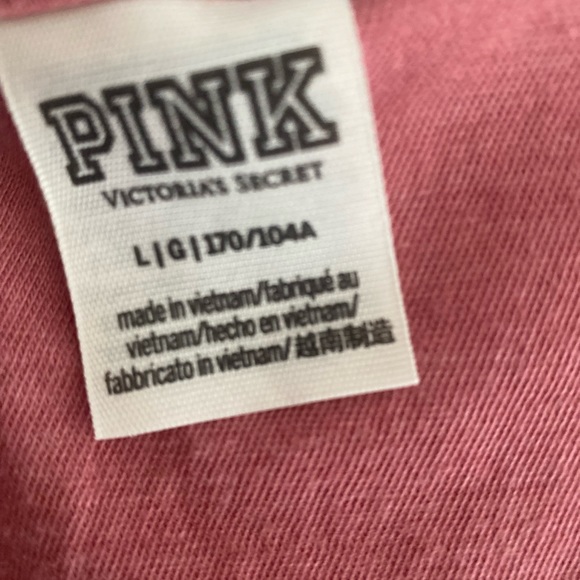 PINK
VICTORIA'S SECRET
L | G | 170/104A
made in vietnam/fabriqué au
vietnam/hecho en vietnam/
fabbricato in vietnam/ 越南制造